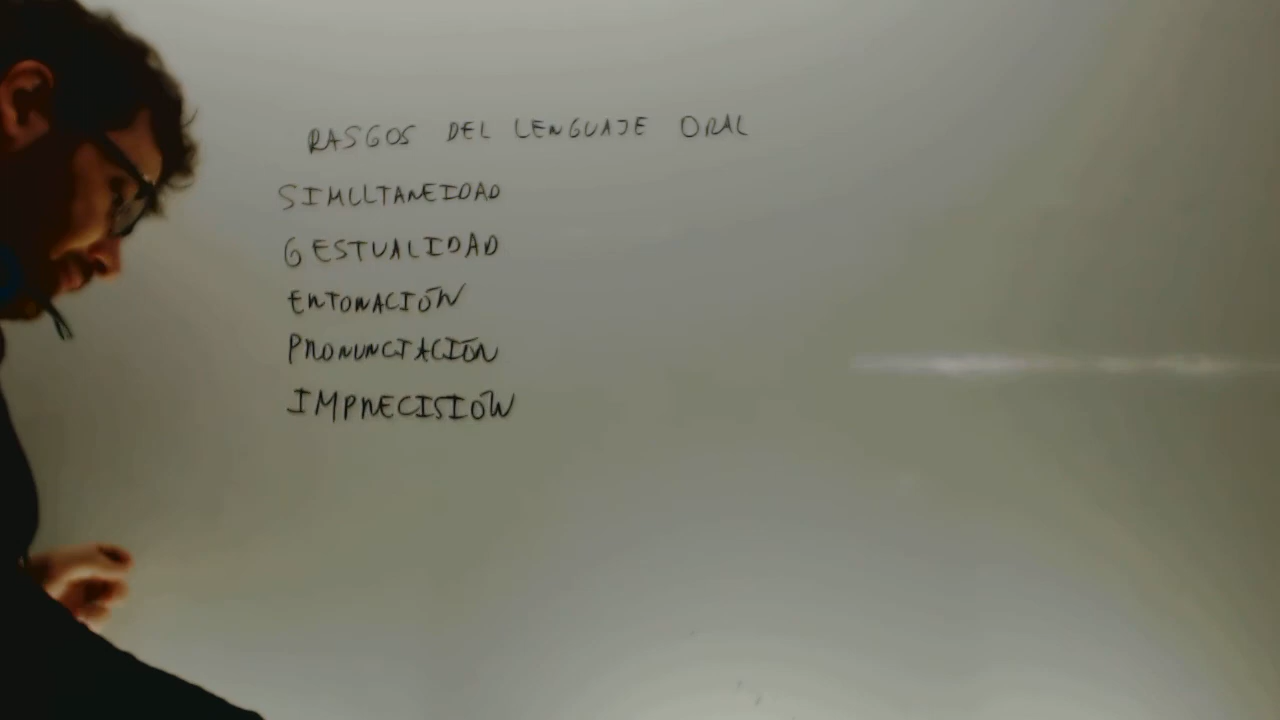 RASGOS DEL LENGUAJE ORAL
SIMULTANEIDAD
GESTUALIDAD
ENTONACIÓN
PRONUNCIACIÓN
IMPRECISIÓN